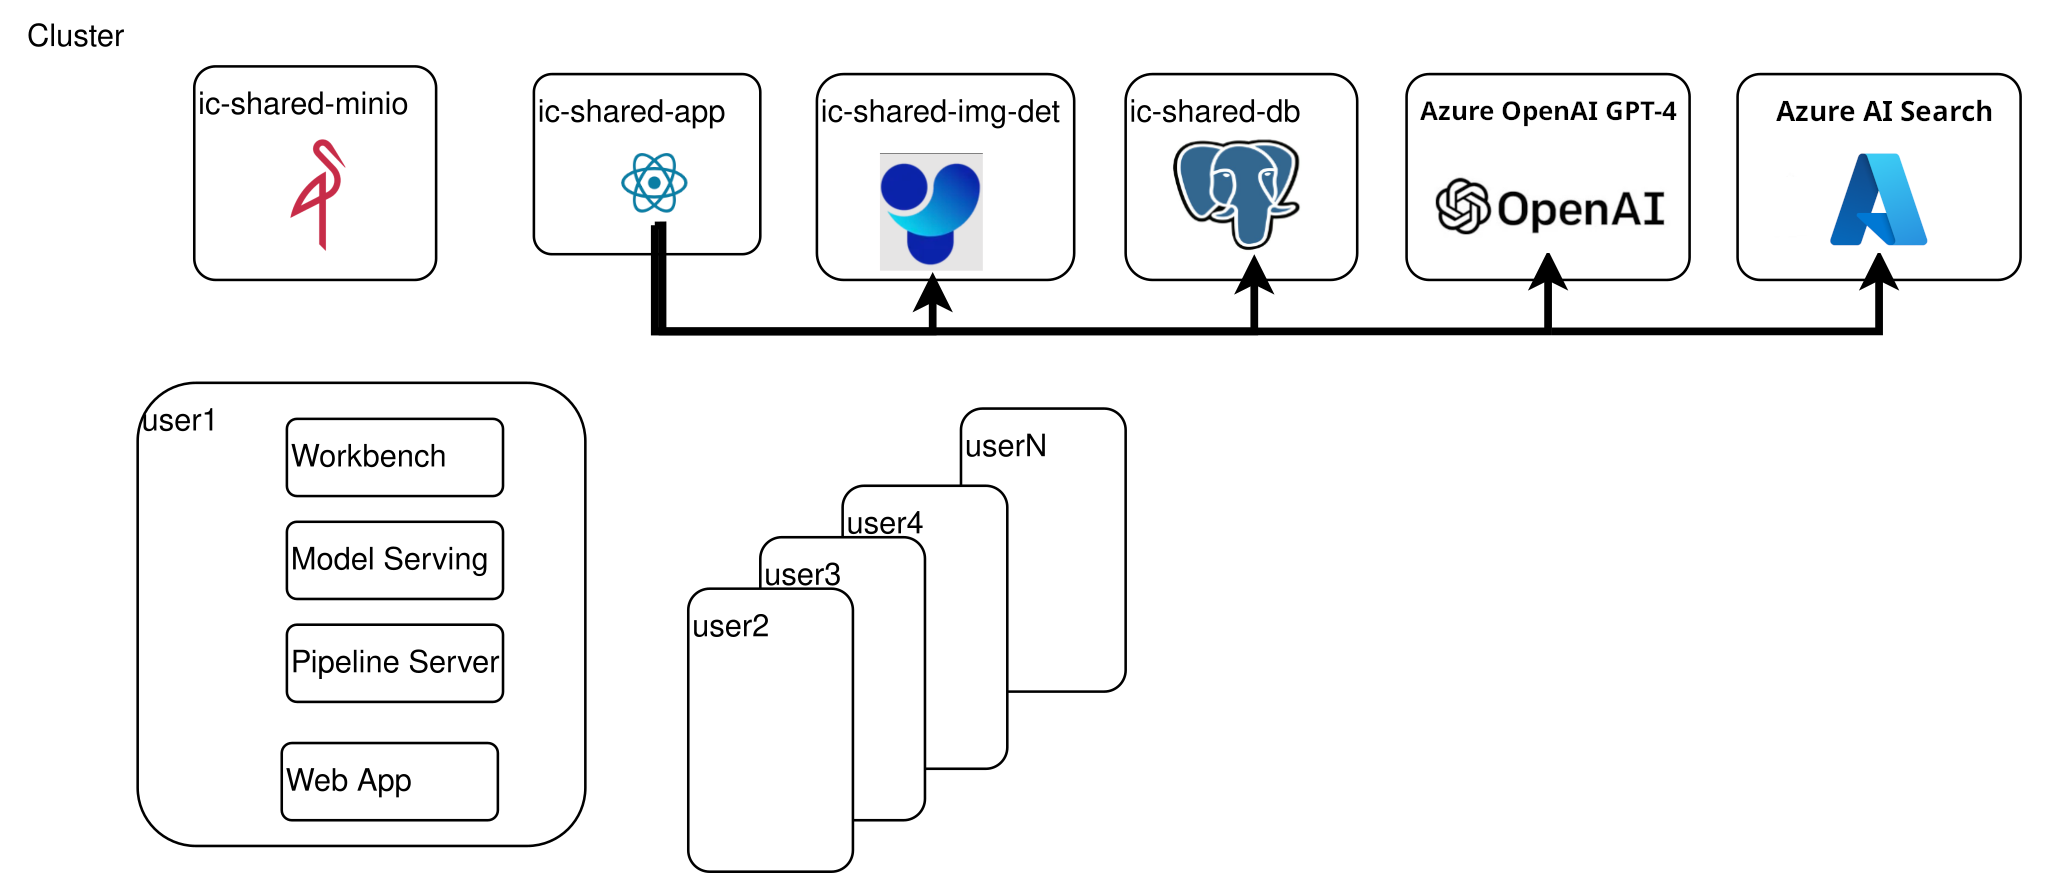 Cluster
ic-shared-minio
ic-shared-app
ic-shared-img-det
ic-shared-db
Azure OpenAI GPT-4
OpenAI
Azure AI Search
user1
Workbench
Model Serving
Pipeline Server
Web App
userN
user4
user3
user2